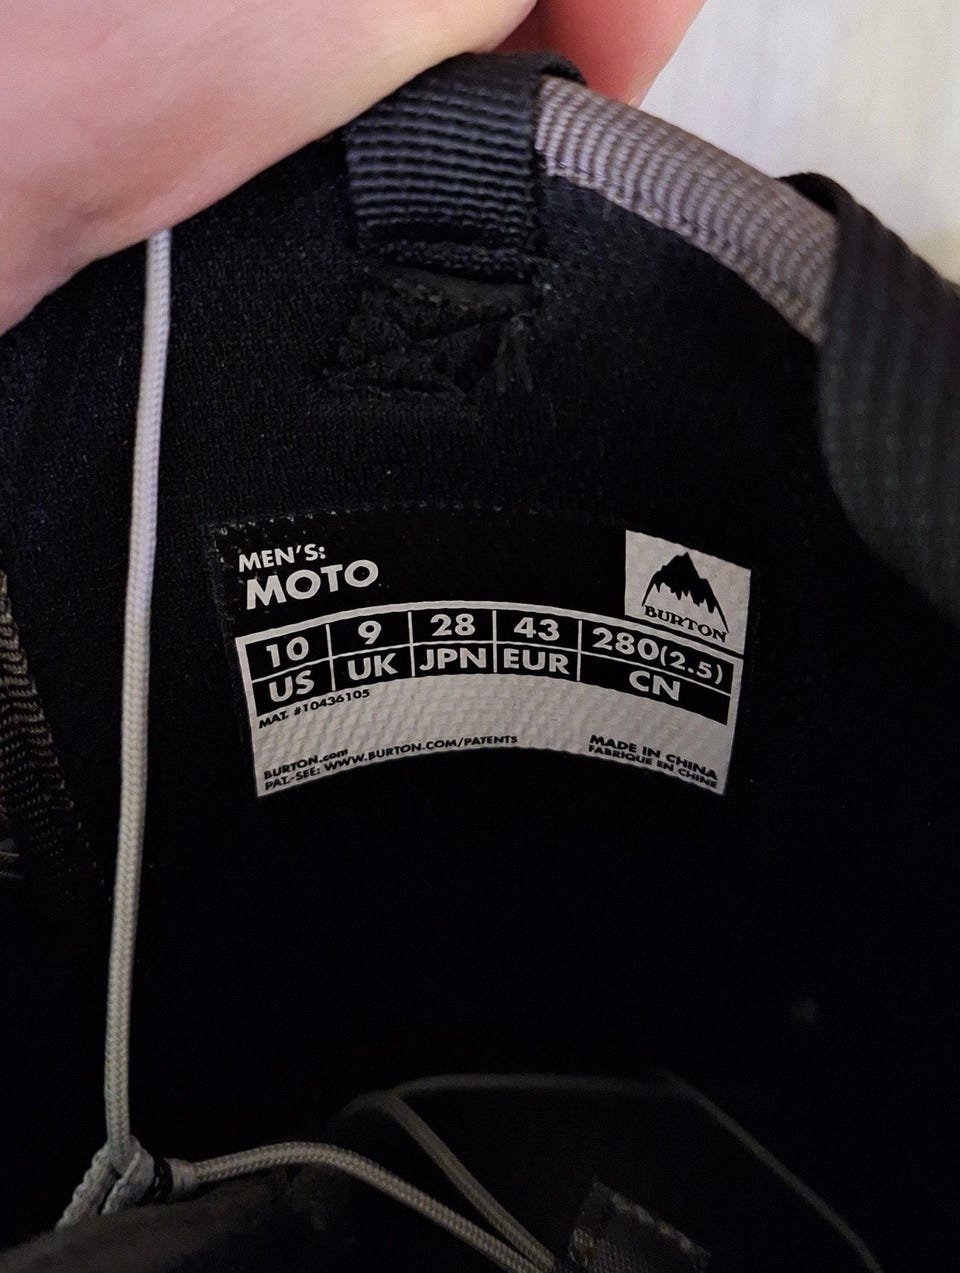 MEN'S:
MOTO
BURTON
10 9 28 43 280(2.5)
US UK JPN EUR CN
MAT. #10436105
BURTON.com
PAT.-SEE: WWW.BURTON.COM/PATENTS
MADE IN CHINA
FABRIQUE EN CHINE